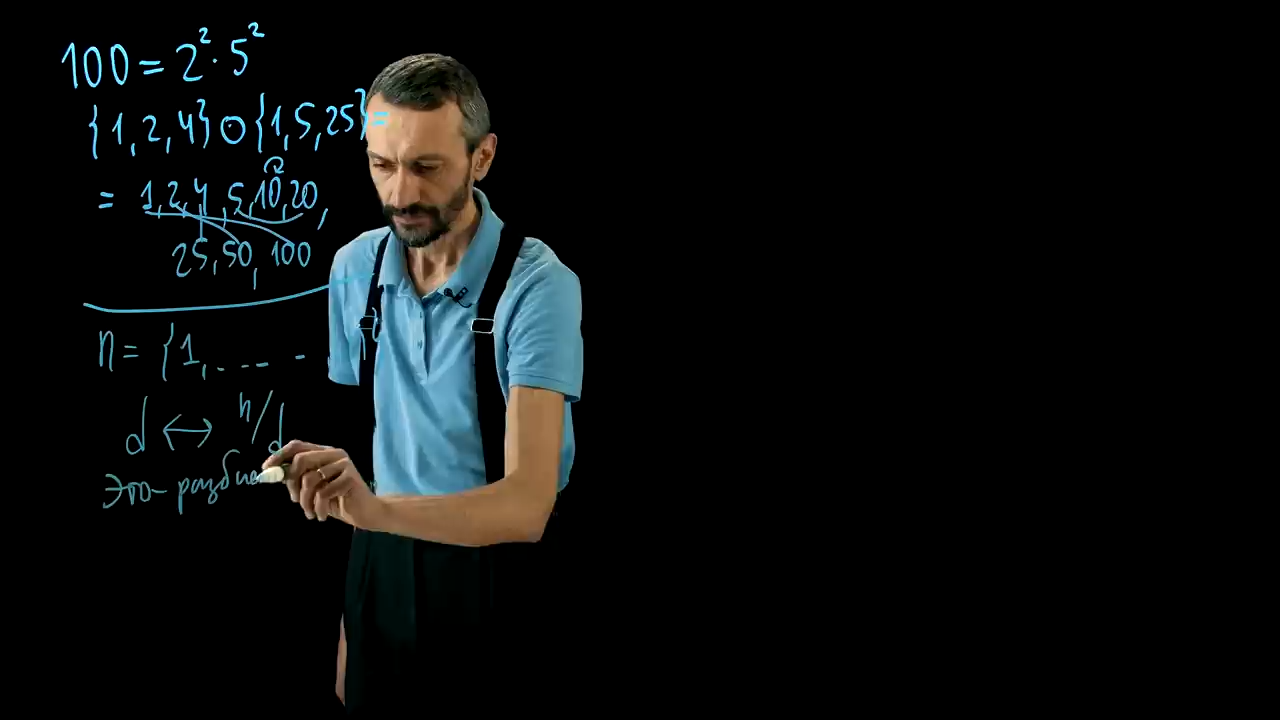 100 = 2² · 5²
{1, 2, 4} ⊙ {1, 5, 25} =
= 1, 2, 4, 5, 10, 20,
25, 50, 100
n = {1, . . . -
d ↔ n/d
Это - разбие